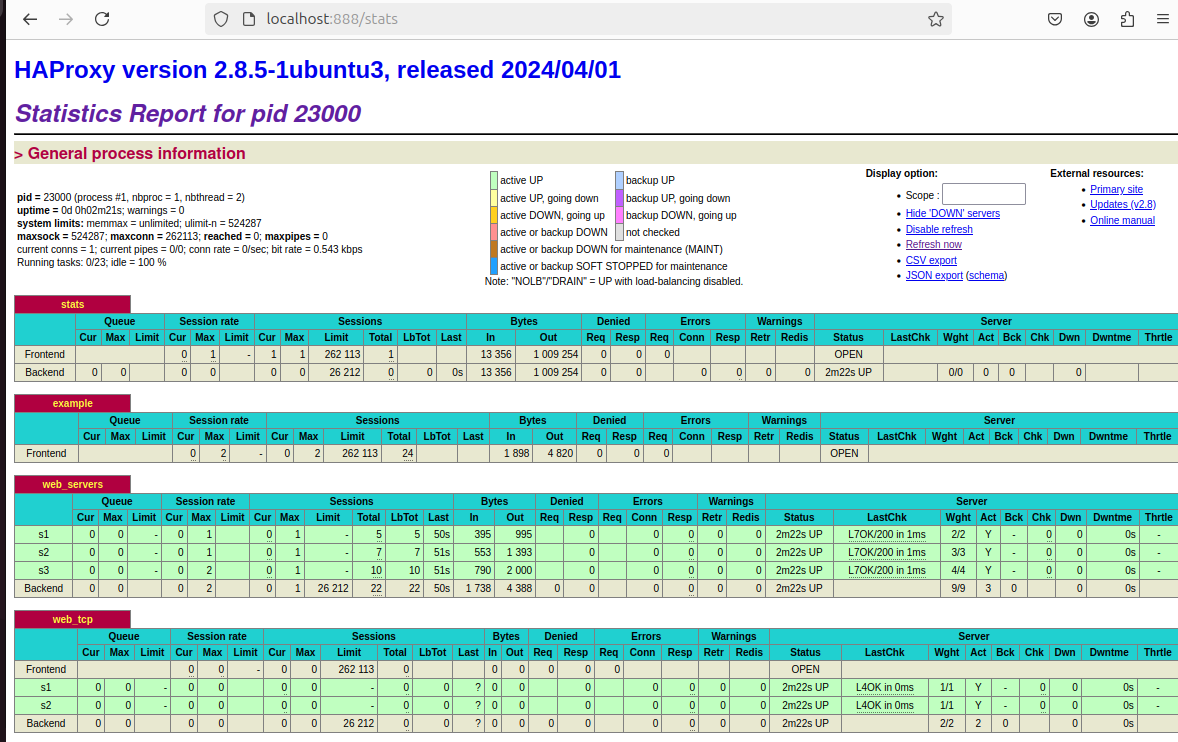 localhost:888/stats
HAProxy version 2.8.5-1ubuntu3, released 2024/04/01
Statistics Report for pid 23000
> General process information
pid = 23000 (process #1, nbproc = 1, nbthread = 2)
uptime = 0d 0h02m21s; warnings = 0
system limits: memmax = unlimited; ulimit-n = 524287
maxsock = 524287; maxconn = 262113; reached = 0; maxpipes = 0
current conns = 1; current pipes = 0/0; conn rate = 0/sec; bit rate = 0.543 kbps
Running tasks: 0/23; idle = 100 %
active UP backup UP
active UP, going down backup UP, going down
active DOWN, going up backup DOWN, going up
active or backup DOWN not checked
active or backup DOWN for maintenance (MAINT)
active or backup SOFT STOPPED for maintenance
Note: "NOLB"/"DRAIN" = UP with load-balancing disabled.
Display option:
• Scope :
• Hide 'DOWN' servers
• Disable refresh
• Refresh now
• CSV export
• JSON export (schema)
External resources:
• Primary site
• Updates (v2.8)
• Online manual
stats
Queue Session rate Sessions Bytes Denied Errors Warnings Server
Cur Max Limit Cur Max Limit Cur Max Limit Total LbTot Last In Out Req Resp Req Conn Resp Retr Redis Status LastChk Wght Act Bck Chk Dwn Dwntme Thrtle
Frontend 0 1 - 1 1 262 113 1 13 356 1 009 254 0 0 0 OPEN
Backend 0 0 0 0 0 0 26 212 0 0 0s 13 356 1 009 254 0 0 0 0 0 0 2m22s UP 0/0 0 0 0
example
Queue Session rate Sessions Bytes Denied Errors Warnings Server
Cur Max Limit Cur Max Limit Cur Max Limit Total LbTot Last In Out Req Resp Req Conn Resp Retr Redis Status LastChk Wght Act Bck Chk Dwn Dwntme Thrtle
Frontend 0 2 - 0 2 262 113 24 1 898 4 820 0 0 0 OPEN
web_servers
Queue Session rate Sessions Bytes Denied Errors Warnings Server
Cur Max Limit Cur Max Limit Cur Max Limit Total LbTot Last In Out Req Resp Req Conn Resp Retr Redis Status LastChk Wght Act Bck Chk Dwn Dwntme Thrtle
s1 0 0 - 0 1 0 1 - 5 5 50s 395 995 0 0 0 0 0 2m22s UP L7OK/200 in 1ms 2/2 Y - 0 0 0s -
s2 0 0 - 0 1 0 1 - 7 7 51s 553 1 393 0 0 0 0 0 2m22s UP L7OK/200 in 1ms 3/3 Y - 0 0 0s -
s3 0 0 - 0 2 0 1 - 10 10 51s 790 2 000 0 0 0 0 0 2m22s UP L7OK/200 in 1ms 4/4 Y - 0 0 0s -
Backend 0 0 0 2 0 1 26 212 22 22 50s 1 738 4 388 0 0 0 0 0 0 2m22s UP 9/9 3 0 0 0s
web_tcp
Queue Session rate Sessions Bytes Denied Errors Warnings Server
Cur Max Limit Cur Max Limit Cur Max Limit Total LbTot Last In Out Req Resp Req Conn Resp Retr Redis Status LastChk Wght Act Bck Chk Dwn Dwntme Thrtle
Frontend 0 0 - 0 0 262 113 0 0 0 0 0 0 OPEN
s1 0 0 - 0 0 0 0 - 0 0 ? 0 0 0 0 0 0 0 2m22s UP L4OK in 0ms 1/1 Y - 0 0 0s -
s2 0 0 - 0 0 0 0 - 0 0 ? 0 0 0 0 0 0 0 2m22s UP L4OK in 0ms 1/1 Y - 0 0 0s -
Backend 0 0 0 0 0 0 26 212 0 0 ? 0 0 0 0 0 0 0 0 2m22s UP 2/2 2 0 0 0s